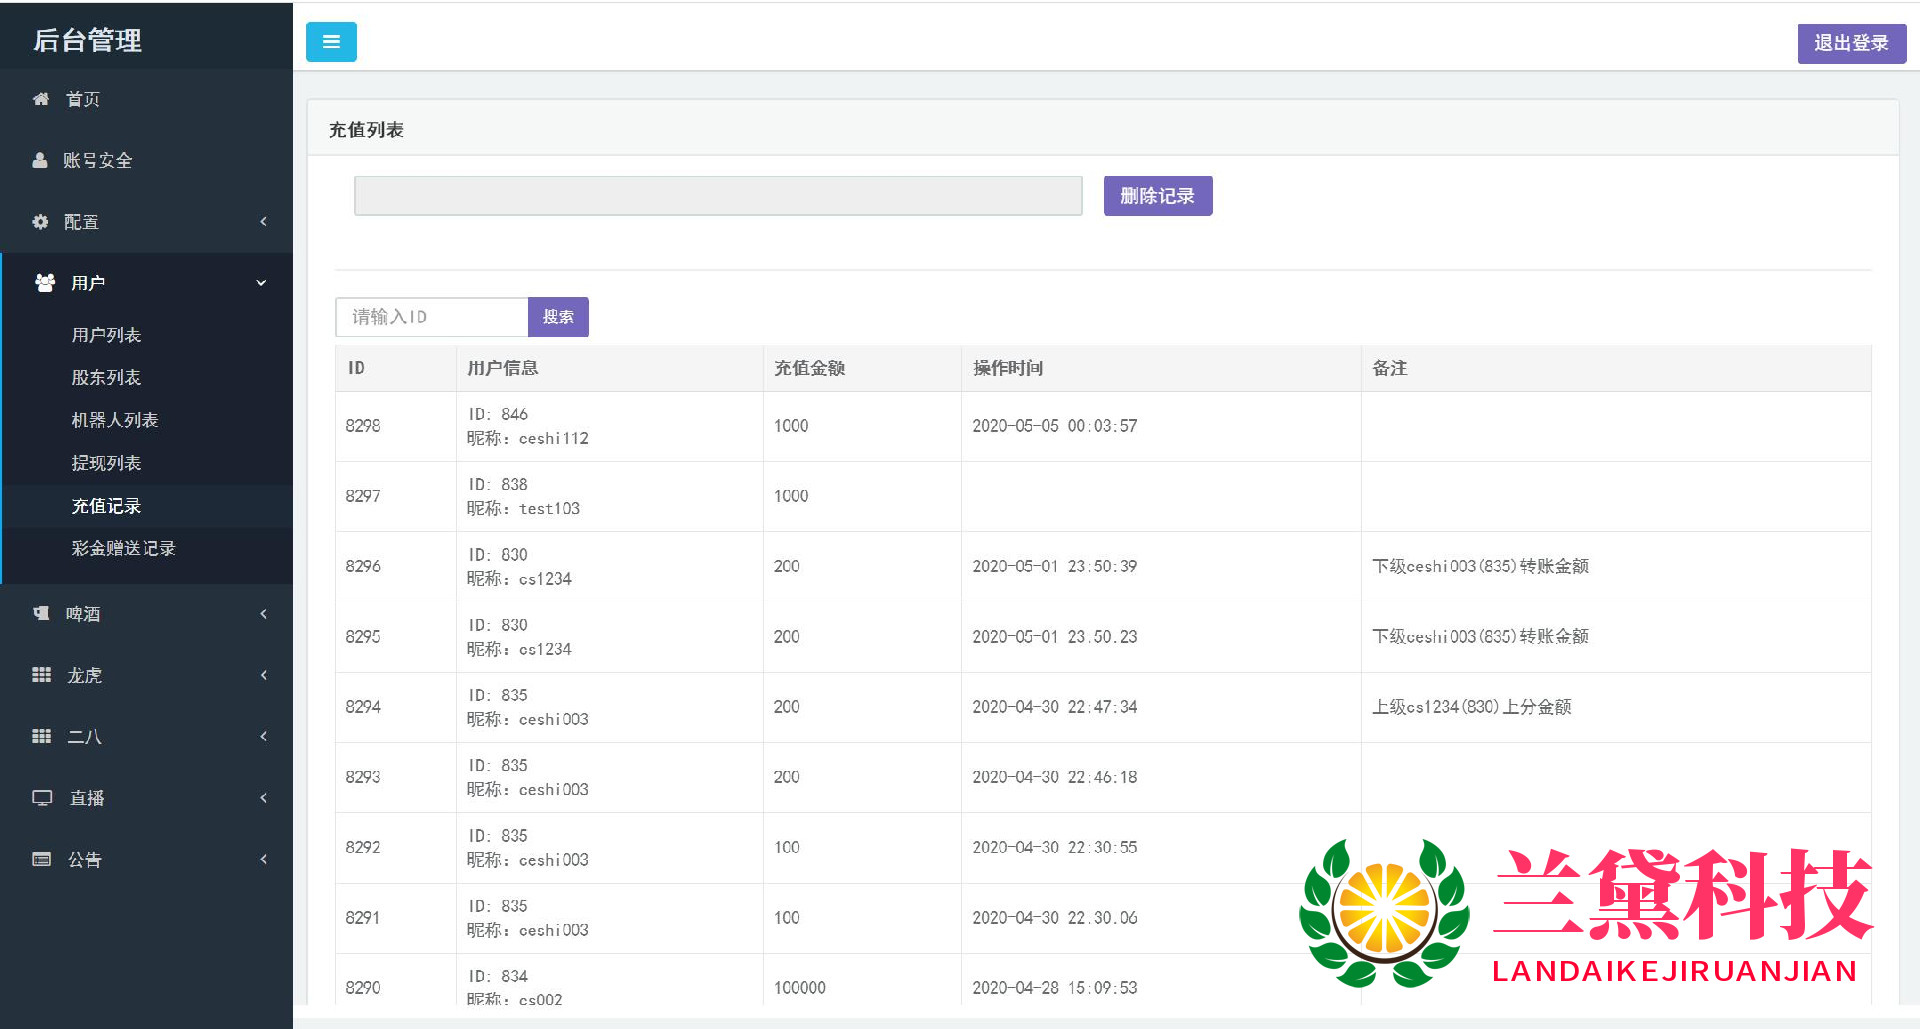 后台管理
退出登录
首页
账号安全
配置
用户
用户列表
股东列表
机器人列表
提现列表
充值记录
彩金赠送记录
啤酒
龙虎
二八
直播
公告
充值列表
删除记录
请输入ID 搜索
ID 用户信息 充值金额 操作时间 备注
8298 ID: 846 昵称: ceshi112 1000 2020-05-05 00:03:57
8297 ID: 838 昵称: test103 1000
8296 ID: 830 昵称: cs1234 200 2020-05-01 23:50:39 下级ceshi003(835)转账金额
8295 ID: 830 昵称: cs1234 200 2020-05-01 23:50:23 下级ceshi003(835)转账金额
8294 ID: 835 昵称: ceshi003 200 2020-04-30 22:47:34 上级cs1234(830)上分金额
8293 ID: 835 昵称: ceshi003 200 2020-04-30 22:46:18
8292 ID: 835 昵称: ceshi003 100 2020-04-30 22:30:55
8291 ID: 835 昵称: ceshi003 100 2020-04-30 22:30:06
8290 ID: 834 昵称: cs002 100000 2020-04-28 15:09:53
兰黛科技
LANDAIKEJIRUANJIAN